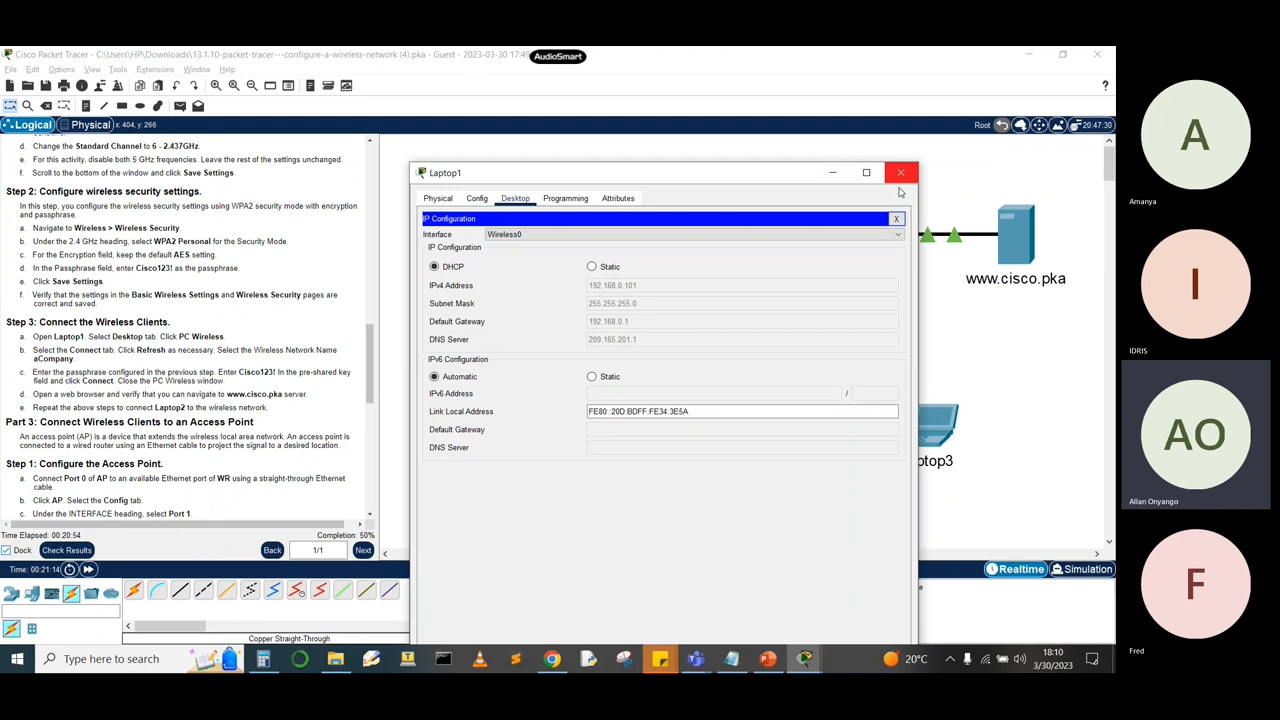 Cisco Packet Tracer - C:\Users\HP\Downloads\13.1.10-packet-tracer---configure-a-wireless-network (4).pka - Guest - 2023-03-30 17:49
AudioSmart
File Edit Options View Tools Extensions Window Help
?
Logical Physical x: 404, y: 266
Root 20:47:30
d. Change the Standard Channel to 6 - 2.437GHz.
e. For this activity, disable both 5 GHz frequencies. Leave the rest of the settings unchanged.
f. Scroll to the bottom of the window and click Save Settings.
Step 2: Configure wireless security settings.
In this step, you configure the wireless security settings using WPA2 security mode with encryption
and passphrase.
a. Navigate to Wireless > Wireless Security.
b. Under the 2.4 GHz heading, select WPA2 Personal for the Security Mode.
c. For the Encryption field, keep the default AES setting.
d. In the Passphrase field, enter Cisco123! as the passphrase.
e. Click Save Settings.
f. Verify that the settings in the Basic Wireless Settings and Wireless Security pages are
correct and saved.
Step 3: Connect the Wireless Clients.
a. Open Laptop1. Select Desktop tab. Click PC Wireless.
b. Select the Connect tab. Click Refresh as necessary. Select the Wireless Network Name
aCompany.
c. Enter the passphrase configured in the previous step. Enter Cisco123! In the pre-shared key
field and click Connect. Close the PC Wireless window.
d. Open a web browser and verify that you can navigate to www.cisco.pka server.
e. Repeat the above steps to connect Laptop2 to the wireless network.
Part 3: Connect Wireless Clients to an Access Point
An access point (AP) is a device that extends the wireless local area network. An access point is
connected to a wired router using an Ethernet cable to project the signal to a desired location.
Step 1: Configure the Access Point.
a. Connect Port 0 of AP to an available Ethernet port of WR using a straight-through Ethernet
cable.
b. Click AP. Select the Config tab.
c. Under the INTERFACE heading, select Port 1.
Time Elapsed: 00:20:54 Completion: 50%
Dock Check Results Back 1/1 Next
Time: 00:21:14
Realtime Simulation
Copper Straight-Through
Laptop1
Physical Config Desktop Programming Attributes
IP Configuration X
Interface Wireless0
IP Configuration
DHCP Static
IPv4 Address 192.168.0.101
Subnet Mask 255.255.255.0
Default Gateway 192.168.0.1
DNS Server 209.165.201.1
IPv6 Configuration
Automatic Static
IPv6 Address /
Link Local Address FE80::20D:BDFF:FE34:3E5A
Default Gateway
DNS Server
www.cisco.pka
ptop3
Type here to search
20°C
18:10
3/30/2023
A
Amanya
I
IDRIS
AO
Allan Onyango
F
Fred